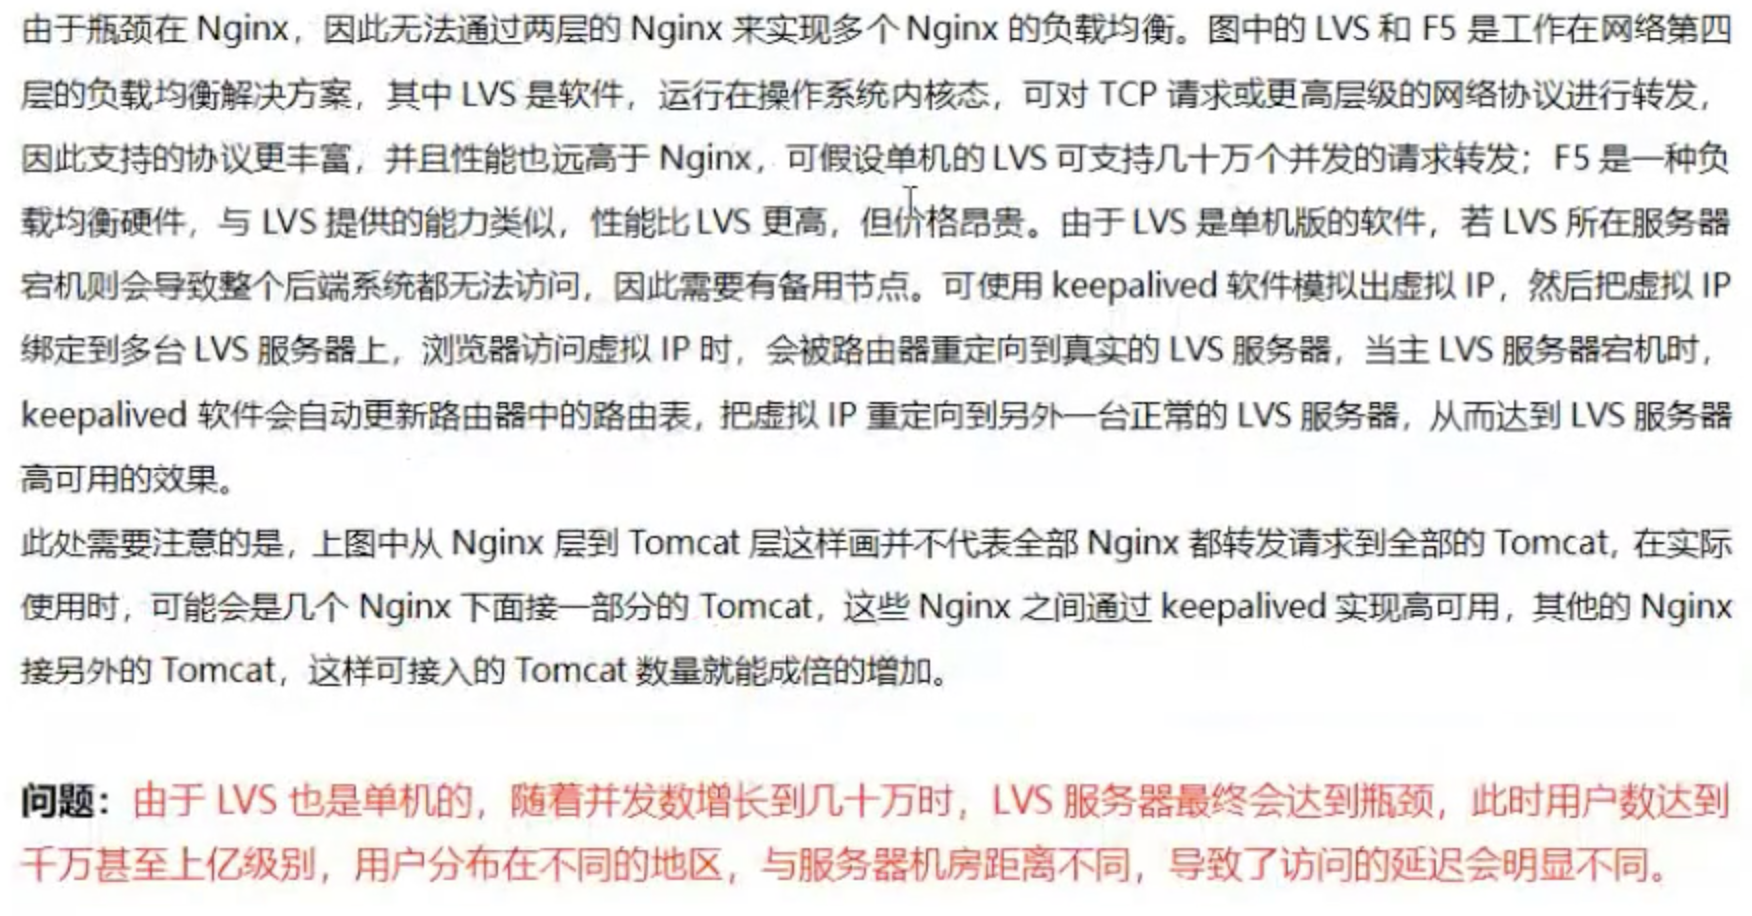 由于瓶颈在 Nginx，因此无法通过两层的 Nginx 来实现多个 Nginx 的负载均衡。图中的 LVS 和 F5 是工作在网络第四
层的负载均衡解决方案，其中 LVS 是软件，运行在操作系统内核态，可对 TCP 请求或更高层级的网络协议进行转发，
因此支持的协议更丰富，并且性能也远高于 Nginx，可假设单机的 LVS 可支持几十万个并发的请求转发；F5 是一种负
载均衡硬件，与 LVS 提供的能力类似，性能比 LVS 更高，但价格昂贵。由于 LVS 是单机版的软件，若 LVS 所在服务器
宕机则会导致整个后端系统都无法访问，因此需要有备用节点。可使用 keepalived 软件模拟出虚拟 IP，然后把虚拟 IP
绑定到多台 LVS 服务器上，浏览器访问虚拟 IP 时，会被路由器重定向到真实的 LVS 服务器，当主 LVS 服务器宕机时，
keepalived 软件会自动更新路由器中的路由表，把虚拟 IP 重定向到另外一台正常的 LVS 服务器，从而达到 LVS 服务器
高可用的效果。
此处需要注意的是，上图中从 Nginx 层到 Tomcat 层这样画并不代表全部 Nginx 都转发请求到全部的 Tomcat，在实际
使用时，可能会是几个 Nginx 下面接一部分的 Tomcat，这些 Nginx 之间通过 keepalived 实现高可用，其他的 Nginx
接另外的 Tomcat，这样可接入的 Tomcat 数量就能成倍的增加。
问题：由于 LVS 也是单机的，随着并发数增长到几十万时，LVS 服务器最终会达到瓶颈，此时用户数达到
千万甚至上亿级别，用户分布在不同的地区，与服务器机房距离不同，导致了访问的延迟会明显不同。